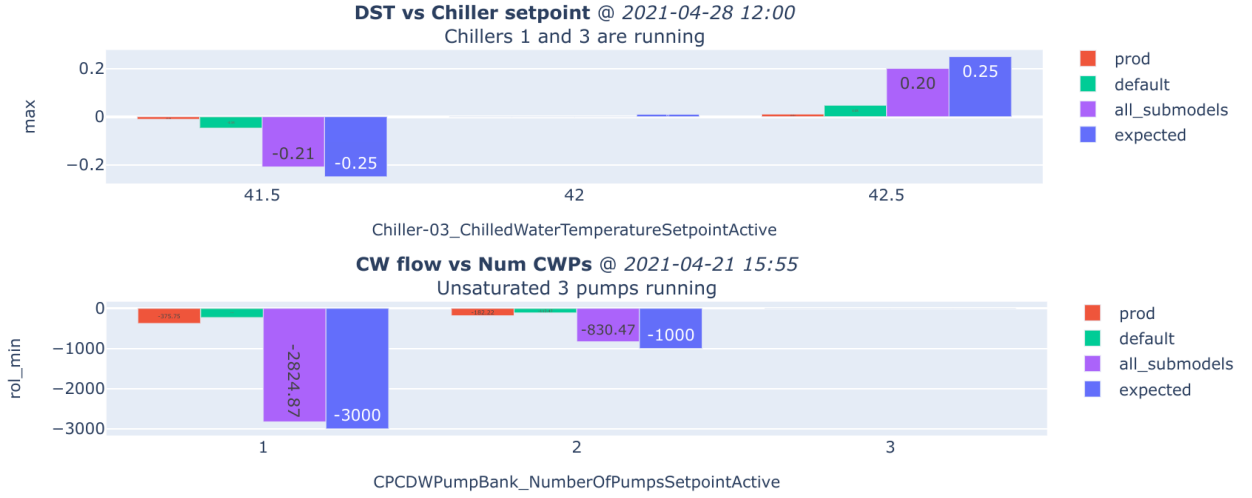 DST vs Chiller setpoint @ 2021-04-28 12:00
Chillers 1 and 3 are running
max
0.2
0
−0.2
-0.21
-0.25
0.20
0.25
41.5
42
42.5
Chiller-03_ChilledWaterTemperatureSetpointActive
prod
default
all_submodels
expected
CW flow vs Num CWPs @ 2021-04-21 15:55
Unsaturated 3 pumps running
rol_min
0
−1000
−2000
−3000
-2824.87
-3000
-830.47
-1000
1
2
3
CPCDWPumpBank_NumberOfPumpsSetpointActive
prod
default
all_submodels
expected